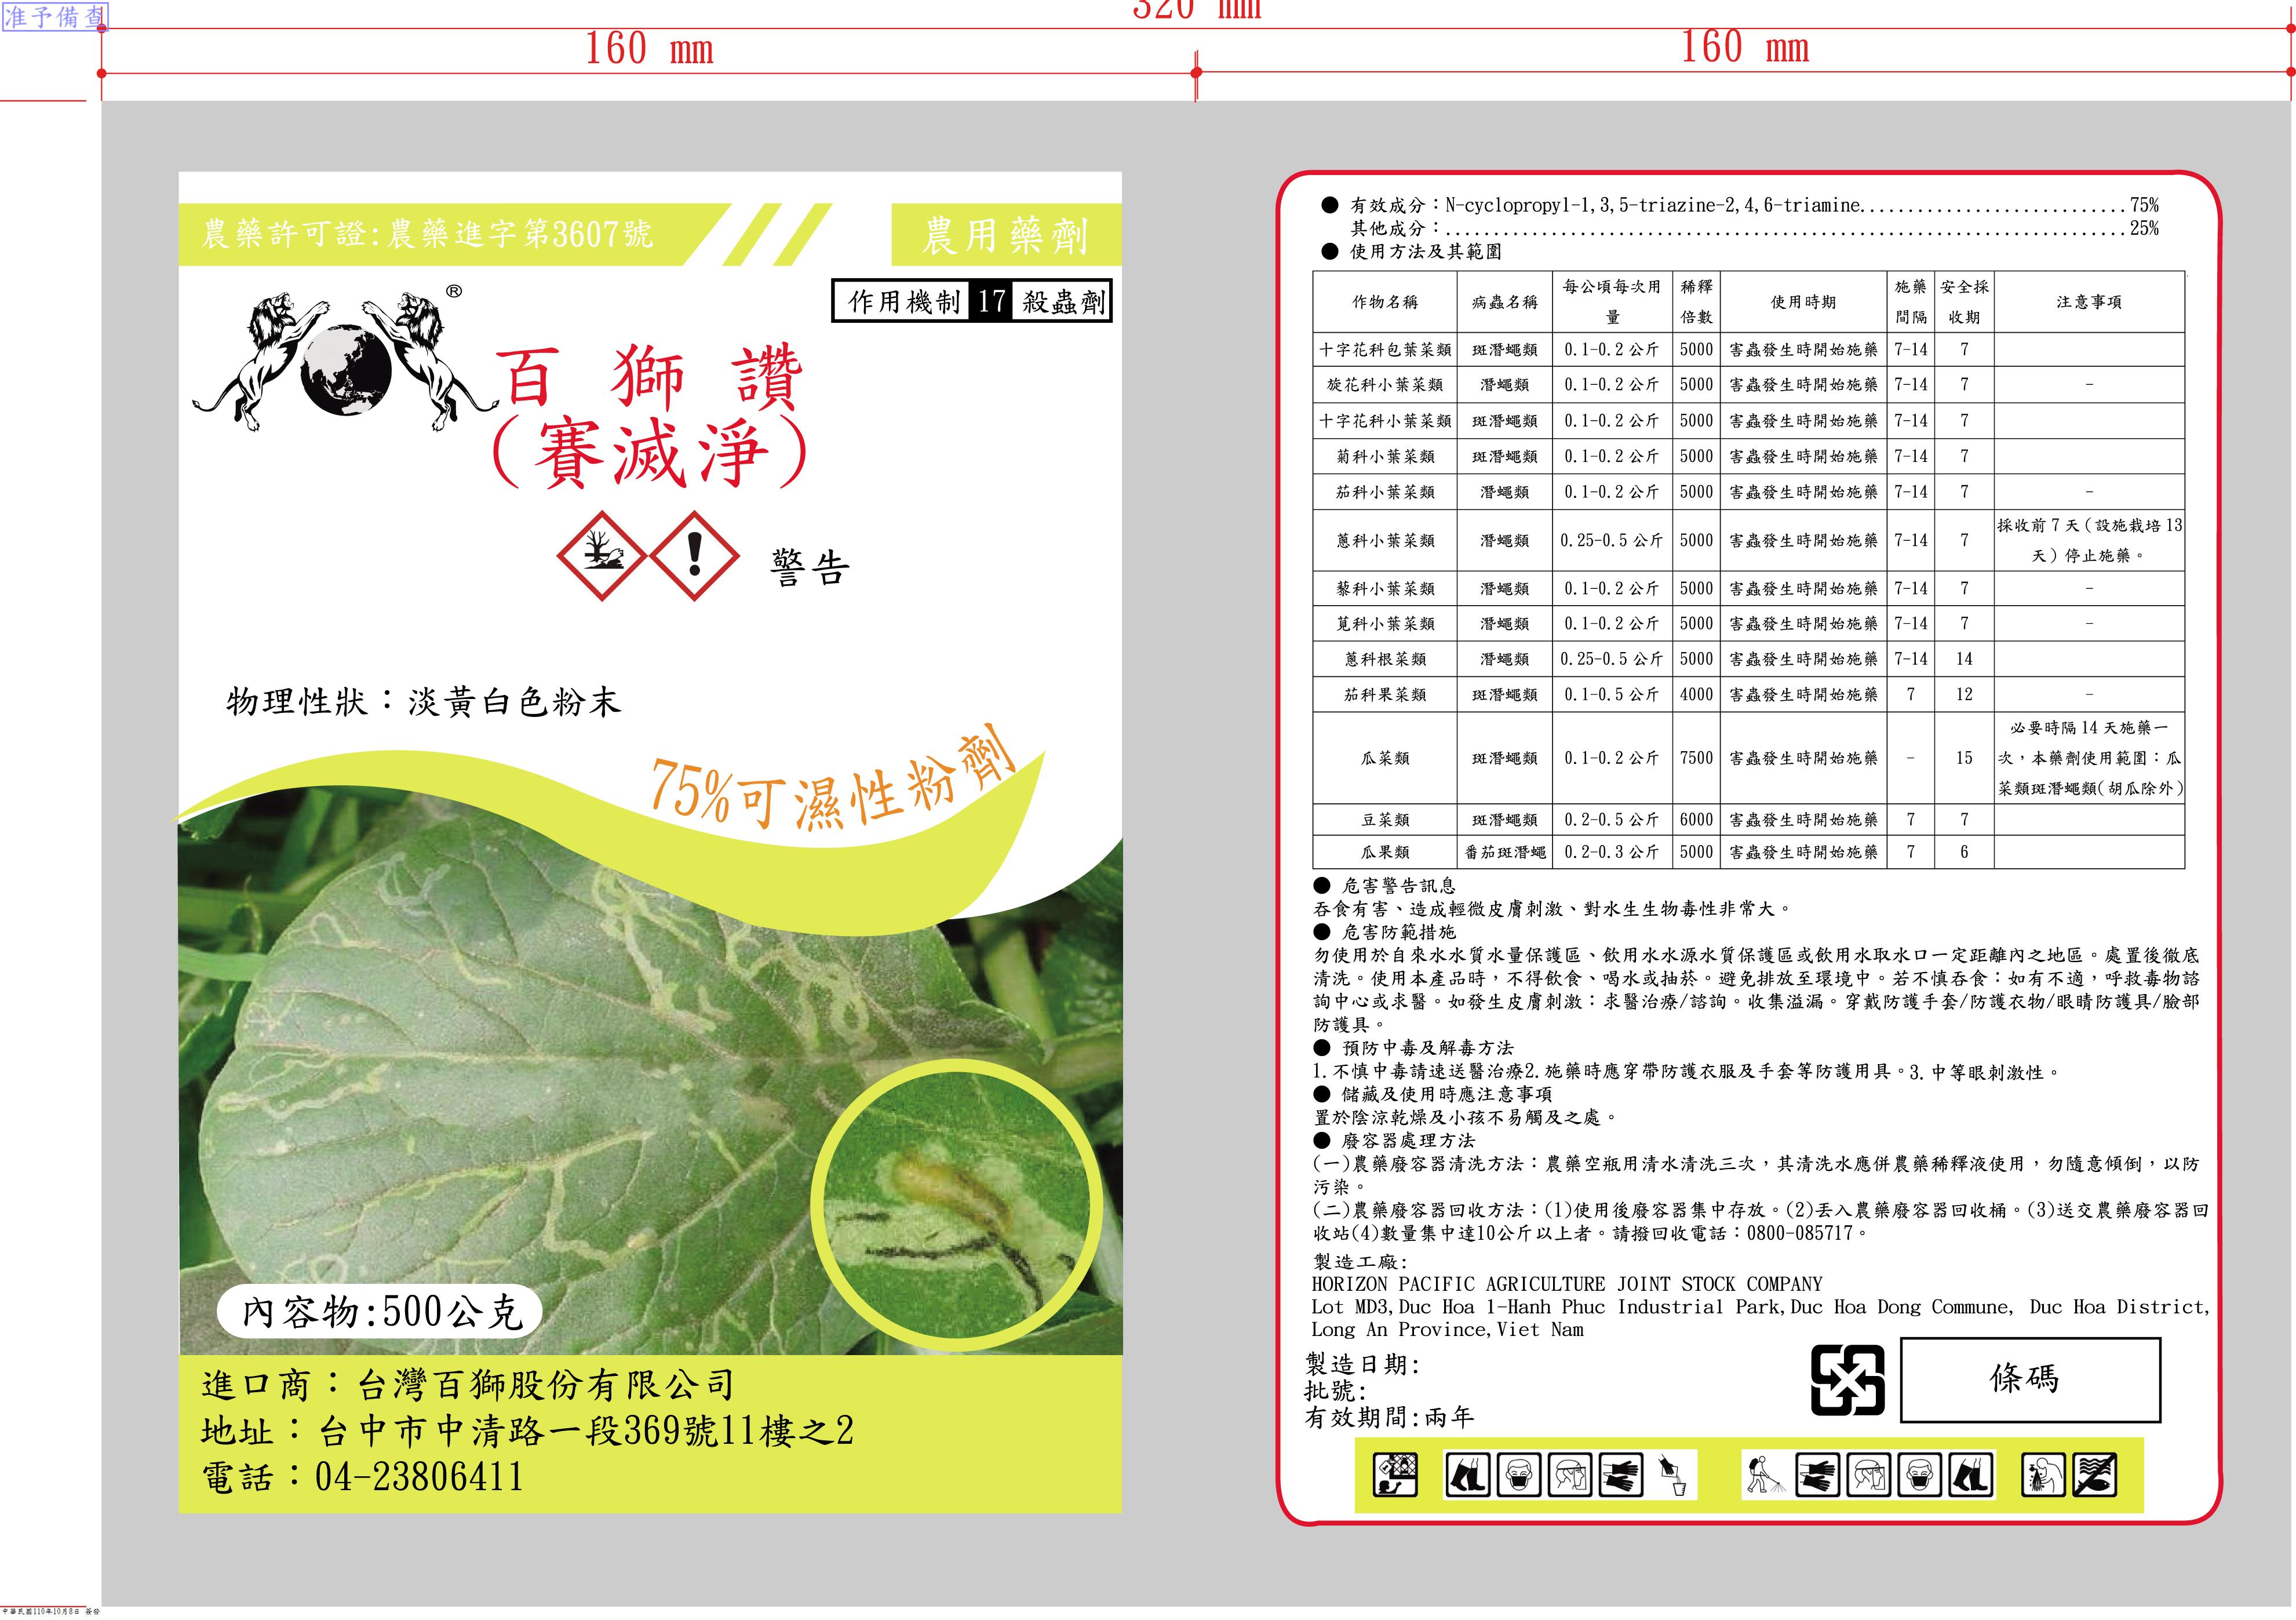 准予備查
320 mm
160 mm
160 mm
農藥許可證:農藥進字第3607號
農用藥劑
作用機制 17 殺蟲劑
®
百獅讚
(賽滅淨)
警告
物理性狀：淡黃白色粉末
75%可濕性粉劑
內容物:500公克
進口商：台灣百獅股份有限公司
地址：台中市中清路一段369號11樓之2
電話：04-23806411
● 有效成分：N-cyclopropyl-1,3,5-triazine-2,4,6-triamine............................75%
其他成分：........................................................................25%
● 使用方法及其範圍
作物名稱 病蟲名稱 每公頃每次用量 稀釋倍數 使用時期 施藥間隔 安全採收期 注意事項
十字花科包葉菜類 斑潛蠅類 0.1-0.2 公斤 5000 害蟲發生時開始施藥 7-14 7
旋花科小葉菜類 潛蠅類 0.1-0.2 公斤 5000 害蟲發生時開始施藥 7-14 7 -
十字花科小葉菜類 斑潛蠅類 0.1-0.2 公斤 5000 害蟲發生時開始施藥 7-14 7
菊科小葉菜類 斑潛蠅類 0.1-0.2 公斤 5000 害蟲發生時開始施藥 7-14 7
茄科小葉菜類 潛蠅類 0.1-0.2 公斤 5000 害蟲發生時開始施藥 7-14 7 -
蔥科小葉菜類 潛蠅類 0.25-0.5 公斤 5000 害蟲發生時開始施藥 7-14 7 採收前 7 天（設施栽培 13 天）停止施藥。
藜科小葉菜類 潛蠅類 0.1-0.2 公斤 5000 害蟲發生時開始施藥 7-14 7 -
莧科小葉菜類 潛蠅類 0.1-0.2 公斤 5000 害蟲發生時開始施藥 7-14 7 -
蔥科根菜類 潛蠅類 0.25-0.5 公斤 5000 害蟲發生時開始施藥 7-14 14
茄科果菜類 斑潛蠅類 0.1-0.5 公斤 4000 害蟲發生時開始施藥 7 12 -
瓜菜類 斑潛蠅類 0.1-0.2 公斤 7500 害蟲發生時開始施藥 - 15 必要時隔 14 天施藥一次，本藥劑使用範圍：瓜菜類斑潛蠅類(胡瓜除外)
豆菜類 斑潛蠅類 0.2-0.5 公斤 6000 害蟲發生時開始施藥 7 7
瓜果類 番茄斑潛蠅 0.2-0.3 公斤 5000 害蟲發生時開始施藥 7 6
● 危害警告訊息
吞食有害、造成輕微皮膚刺激、對水生生物毒性非常大。
● 危害防範措施
勿使用於自來水水質水量保護區、飲用水水源水質保護區或飲用水取水口一定距離內之地區。處置後徹底
清洗。使用本產品時，不得飲食、喝水或抽菸。避免排放至環境中。若不慎吞食：如有不適，呼救毒物諮
詢中心或求醫。如發生皮膚刺激：求醫治療/諮詢。收集溢漏。穿戴防護手套/防護衣物/眼睛防護具/臉部
防護具。
● 預防中毒及解毒方法
1.不慎中毒請速送醫治療2.施藥時應穿帶防護衣服及手套等防護用具。3.中等眼刺激性。
● 儲藏及使用時應注意事項
置於陰涼乾燥及小孩不易觸及之處。
● 廢容器處理方法
(一)農藥廢容器清洗方法：農藥空瓶用清水清洗三次，其清洗水應併農藥稀釋液使用，勿隨意傾倒，以防
污染。
(二)農藥廢容器回收方法：(1)使用後廢容器集中存放。(2)丟入農藥廢容器回收桶。(3)送交農藥廢容器回
收站(4)數量集中達10公斤以上者。請撥回收電話：0800-085717。
製造工廠:
HORIZON PACIFIC AGRICULTURE JOINT STOCK COMPANY
Lot MD3,Duc Hoa 1-Hanh Phuc Industrial Park,Duc Hoa Dong Commune, Duc Hoa District,
Long An Province,Viet Nam
製造日期:
批號:
有效期間:兩年
條碼
中華民國110年10月8日 簽發